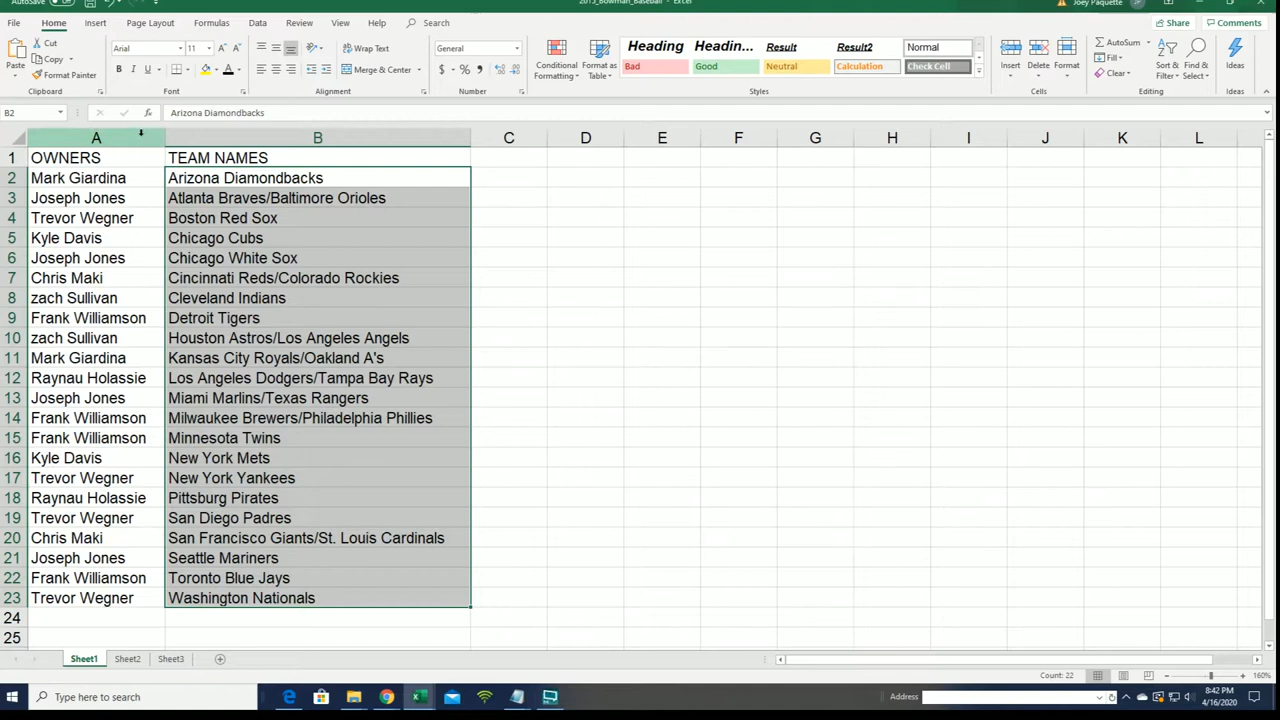 AutoSave Off 2015_Bowman_Baseball - Excel Joey Paquette JP
File Home Insert Page Layout Formulas Data Review View Help Search Share Comments
Paste Cut Copy Format Painter Clipboard
Arial 11 A A B I U A Font
Wrap Text Merge & Center Alignment
General $ % Number
Conditional Formatting Format as Table
Heading Headin... Result Result2 Normal
Bad Good Neutral Calculation Check Cell
Styles
Insert Delete Format Cells
AutoSum Fill Clear Sort & Filter Find & Select Editing
Ideas Ideas
B2 fx Arizona Diamondbacks
A B C D E F G H I J K L
1 OWNERS TEAM NAMES
2 Mark Giardina Arizona Diamondbacks
3 Joseph Jones Atlanta Braves/Baltimore Orioles
4 Trevor Wegner Boston Red Sox
5 Kyle Davis Chicago Cubs
6 Joseph Jones Chicago White Sox
7 Chris Maki Cincinnati Reds/Colorado Rockies
8 zach Sullivan Cleveland Indians
9 Frank Williamson Detroit Tigers
10 zach Sullivan Houston Astros/Los Angeles Angels
11 Mark Giardina Kansas City Royals/Oakland A's
12 Raynau Holassie Los Angeles Dodgers/Tampa Bay Rays
13 Joseph Jones Miami Marlins/Texas Rangers
14 Frank Williamson Milwaukee Brewers/Philadelphia Phillies
15 Frank Williamson Minnesota Twins
16 Kyle Davis New York Mets
17 Trevor Wegner New York Yankees
18 Raynau Holassie Pittsburg Pirates
19 Trevor Wegner San Diego Padres
20 Chris Maki San Francisco Giants/St. Louis Cardinals
21 Joseph Jones Seattle Mariners
22 Frank Williamson Toronto Blue Jays
23 Trevor Wegner Washington Nationals
24
25
Sheet1 Sheet2 Sheet3
Count: 22 160%
Type here to search Address 8:42 PM
4/16/2020